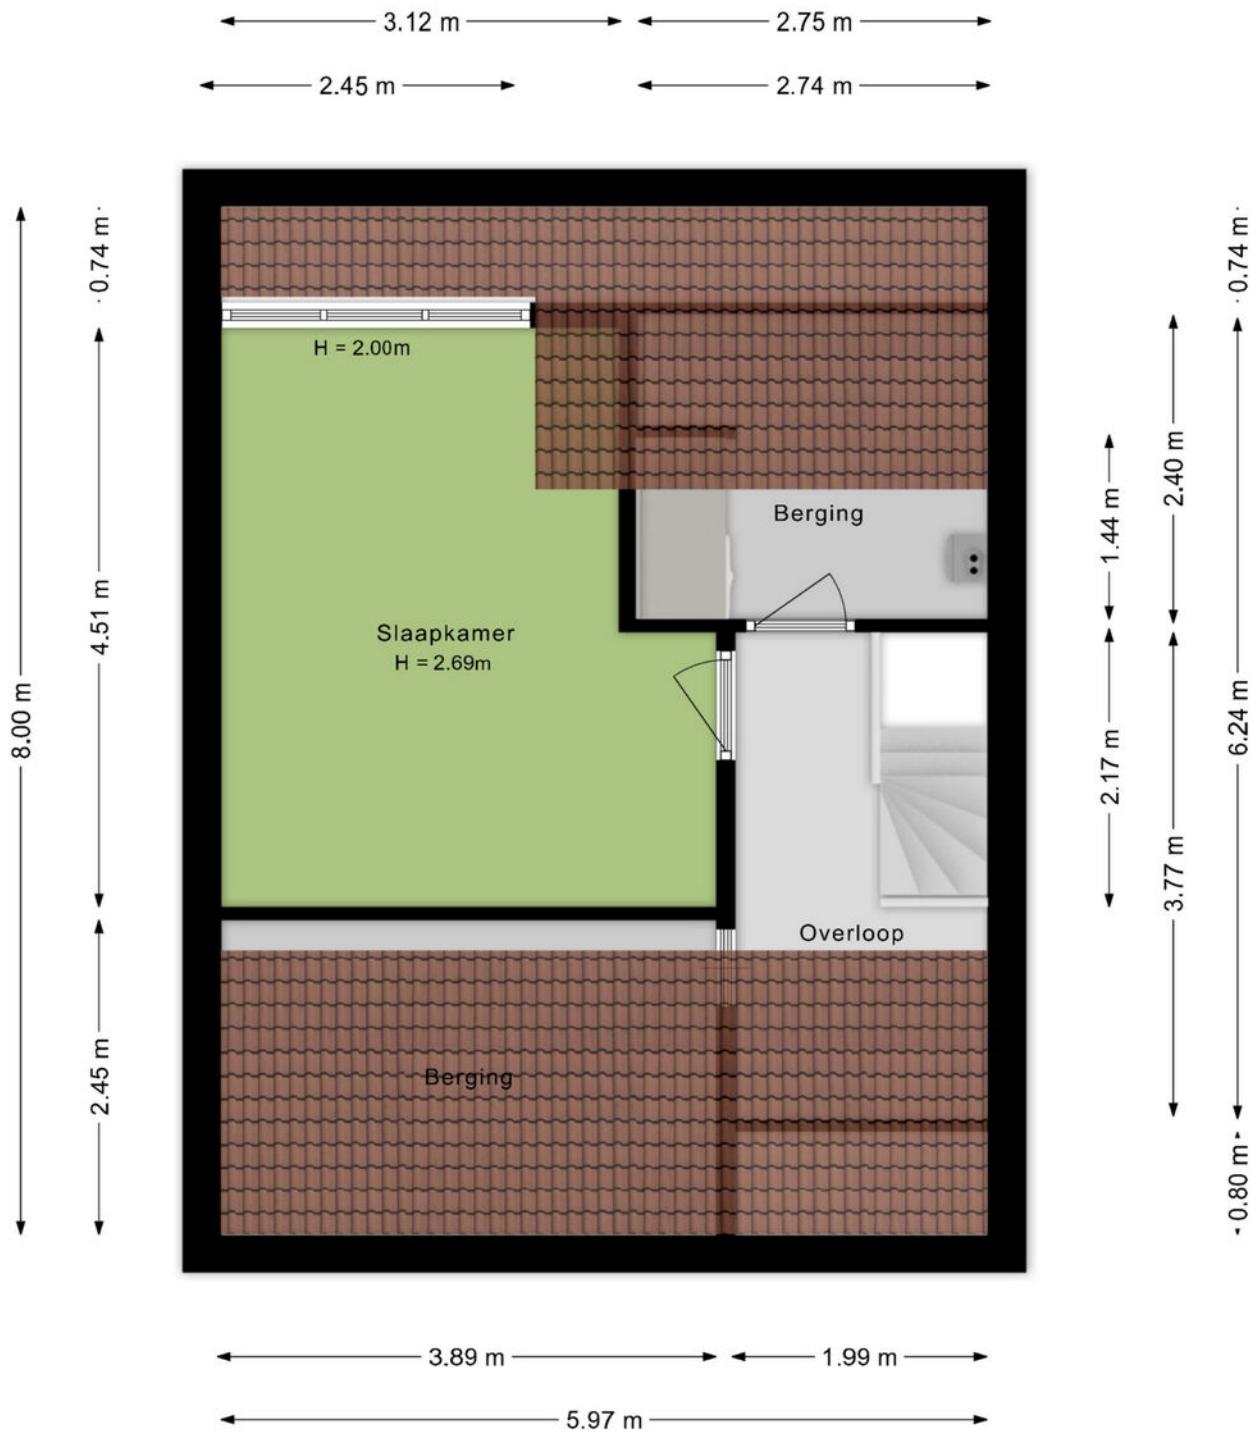 3.12 m
2.75 m
2.45 m
2.74 m
0.74 m
0.74 m
H = 2.00m
2.40 m
1.44 m
Berging
4.51 m
Slaapkamer
H = 2.69m
8.00 m
6.24 m
2.17 m
3.77 m
Overloop
2.45 m
Berging
0.80 m
3.89 m
1.99 m
5.97 m